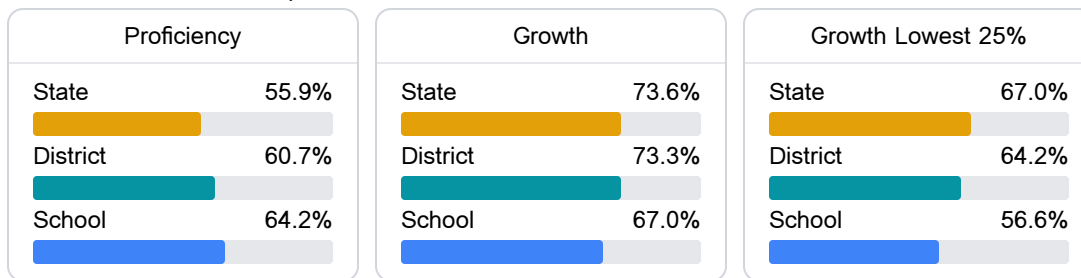 Proficiency
State 55.9%
District 60.7%
School 64.2%
Growth
State 73.6%
District 73.3%
School 67.0%
Growth Lowest 25%
State 67.0%
District 64.2%
School 56.6%